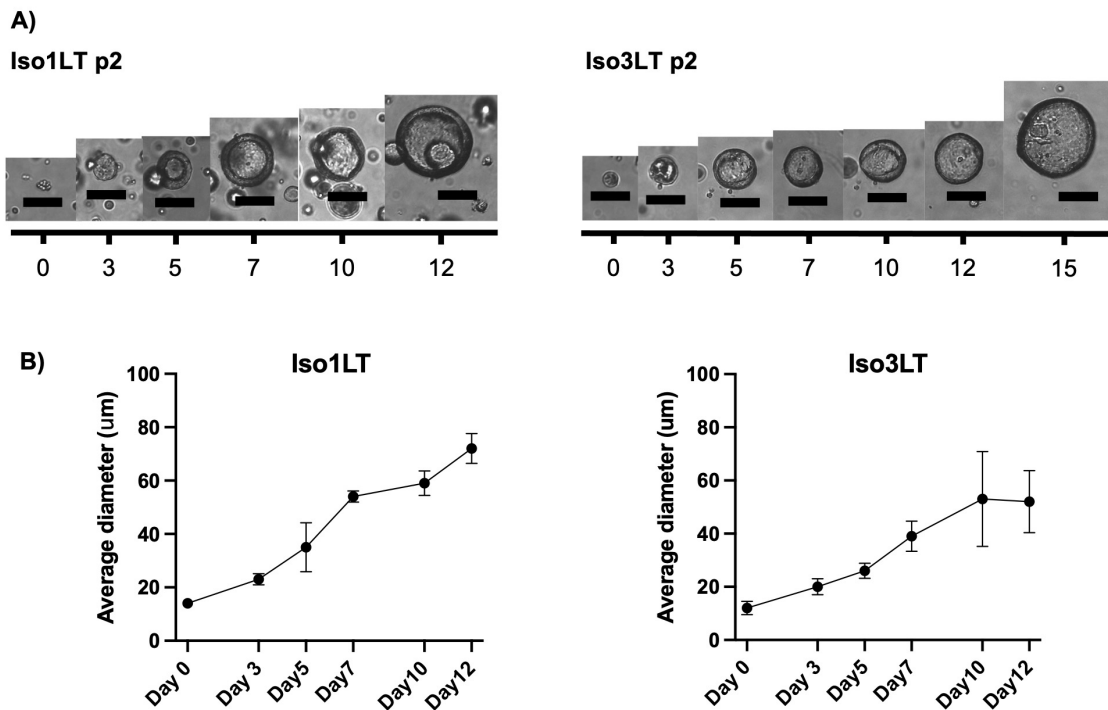 A)
Iso1LT p2
Iso3LT p2
0 3 5 7 10 12
0 3 5 7 10 12 15
B)
Iso1LT
Average diameter (um)
100
80
60
40
20
0
Day 0 Day 3 Day5 Day7 Day10 Day12
Iso3LT
Average diameter (um)
100
80
60
40
20
0
Day 0 Day 3 Day5 Day7 Day10 Day12